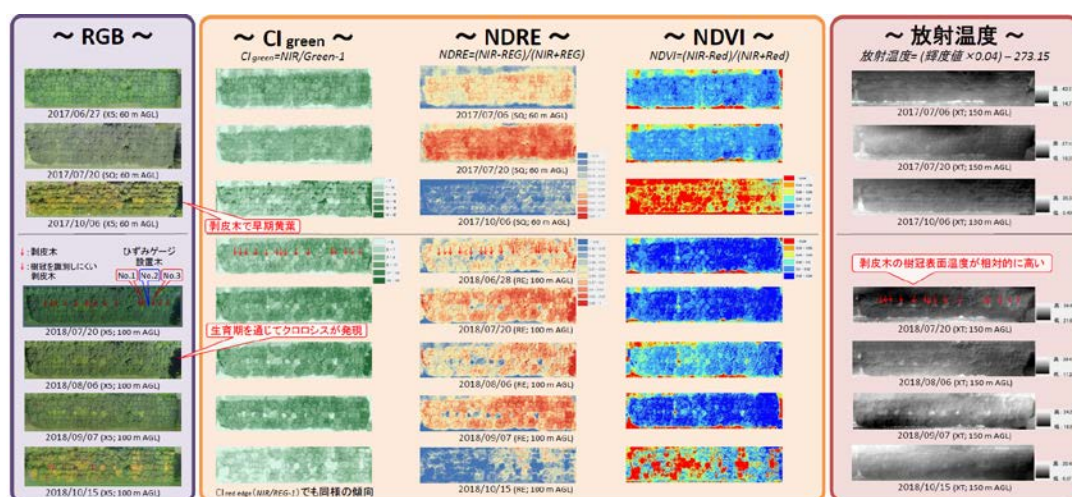 ～ RGB ～
2017/06/27 (X5; 60 m AGL)
2017/07/20 (SQ; 60 m AGL)
2017/10/06 (X5; 60 m AGL)
剥皮木で早期黄葉
↓：剥皮木
↓：樹冠を識別しにくい
剥皮木
ひずみゲージ
設置木
No.1 No.2 No.3
2018/07/20 (X5; 100 m AGL)
生育期を通じてクロロシスが発現
2018/08/06 (X5; 100 m AGL)
2018/09/07 (X5; 100 m AGL)
2018/10/15 (X5; 100 m AGL)
～ CI green ～
CI green=NIR/Green-1
CI red edge(NIR/REG-1)でも同様の傾向
～ NDRE ～
NDRE=(NIR-REG)/(NIR+REG)
2017/07/06 (SQ; 60 m AGL)
2017/07/20 (SQ; 60 m AGL)
2017/10/06 (SQ; 60 m AGL)
2018/06/28 (RE; 100 m AGL)
2018/07/20 (RE; 100 m AGL)
2018/08/06 (RE; 100 m AGL)
2018/09/07 (RE; 100 m AGL)
2018/10/15 (RE; 100 m AGL)
～ NDVI ～
NDVI=(NIR-Red)/(NIR+Red)
～ 放射温度 ～
放射温度= (輝度値 ×0.04) – 273.15
2017/07/06 (XT; 150 m AGL)
2017/07/20 (XT; 150 m AGL)
2017/10/06 (XT; 130 m AGL)
剥皮木の樹冠表面温度が相対的に高い
2018/07/20 (XT; 150 m AGL)
2018/08/06 (XT; 150 m AGL)
2018/09/07 (XT; 150 m AGL)
2018/10/15 (XT; 150 m AGL)